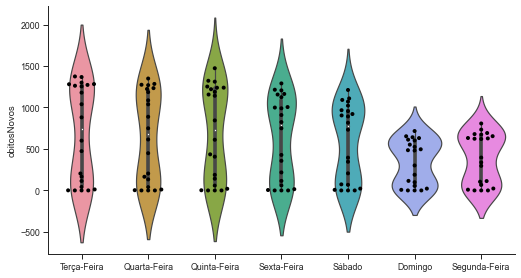 2000
1500
1000
500
0
−500
obitosNovos
Terça-Feira
Quarta-Feira
Quinta-Feira
Sexta-Feira
Sábado
Domingo
Segunda-Feira